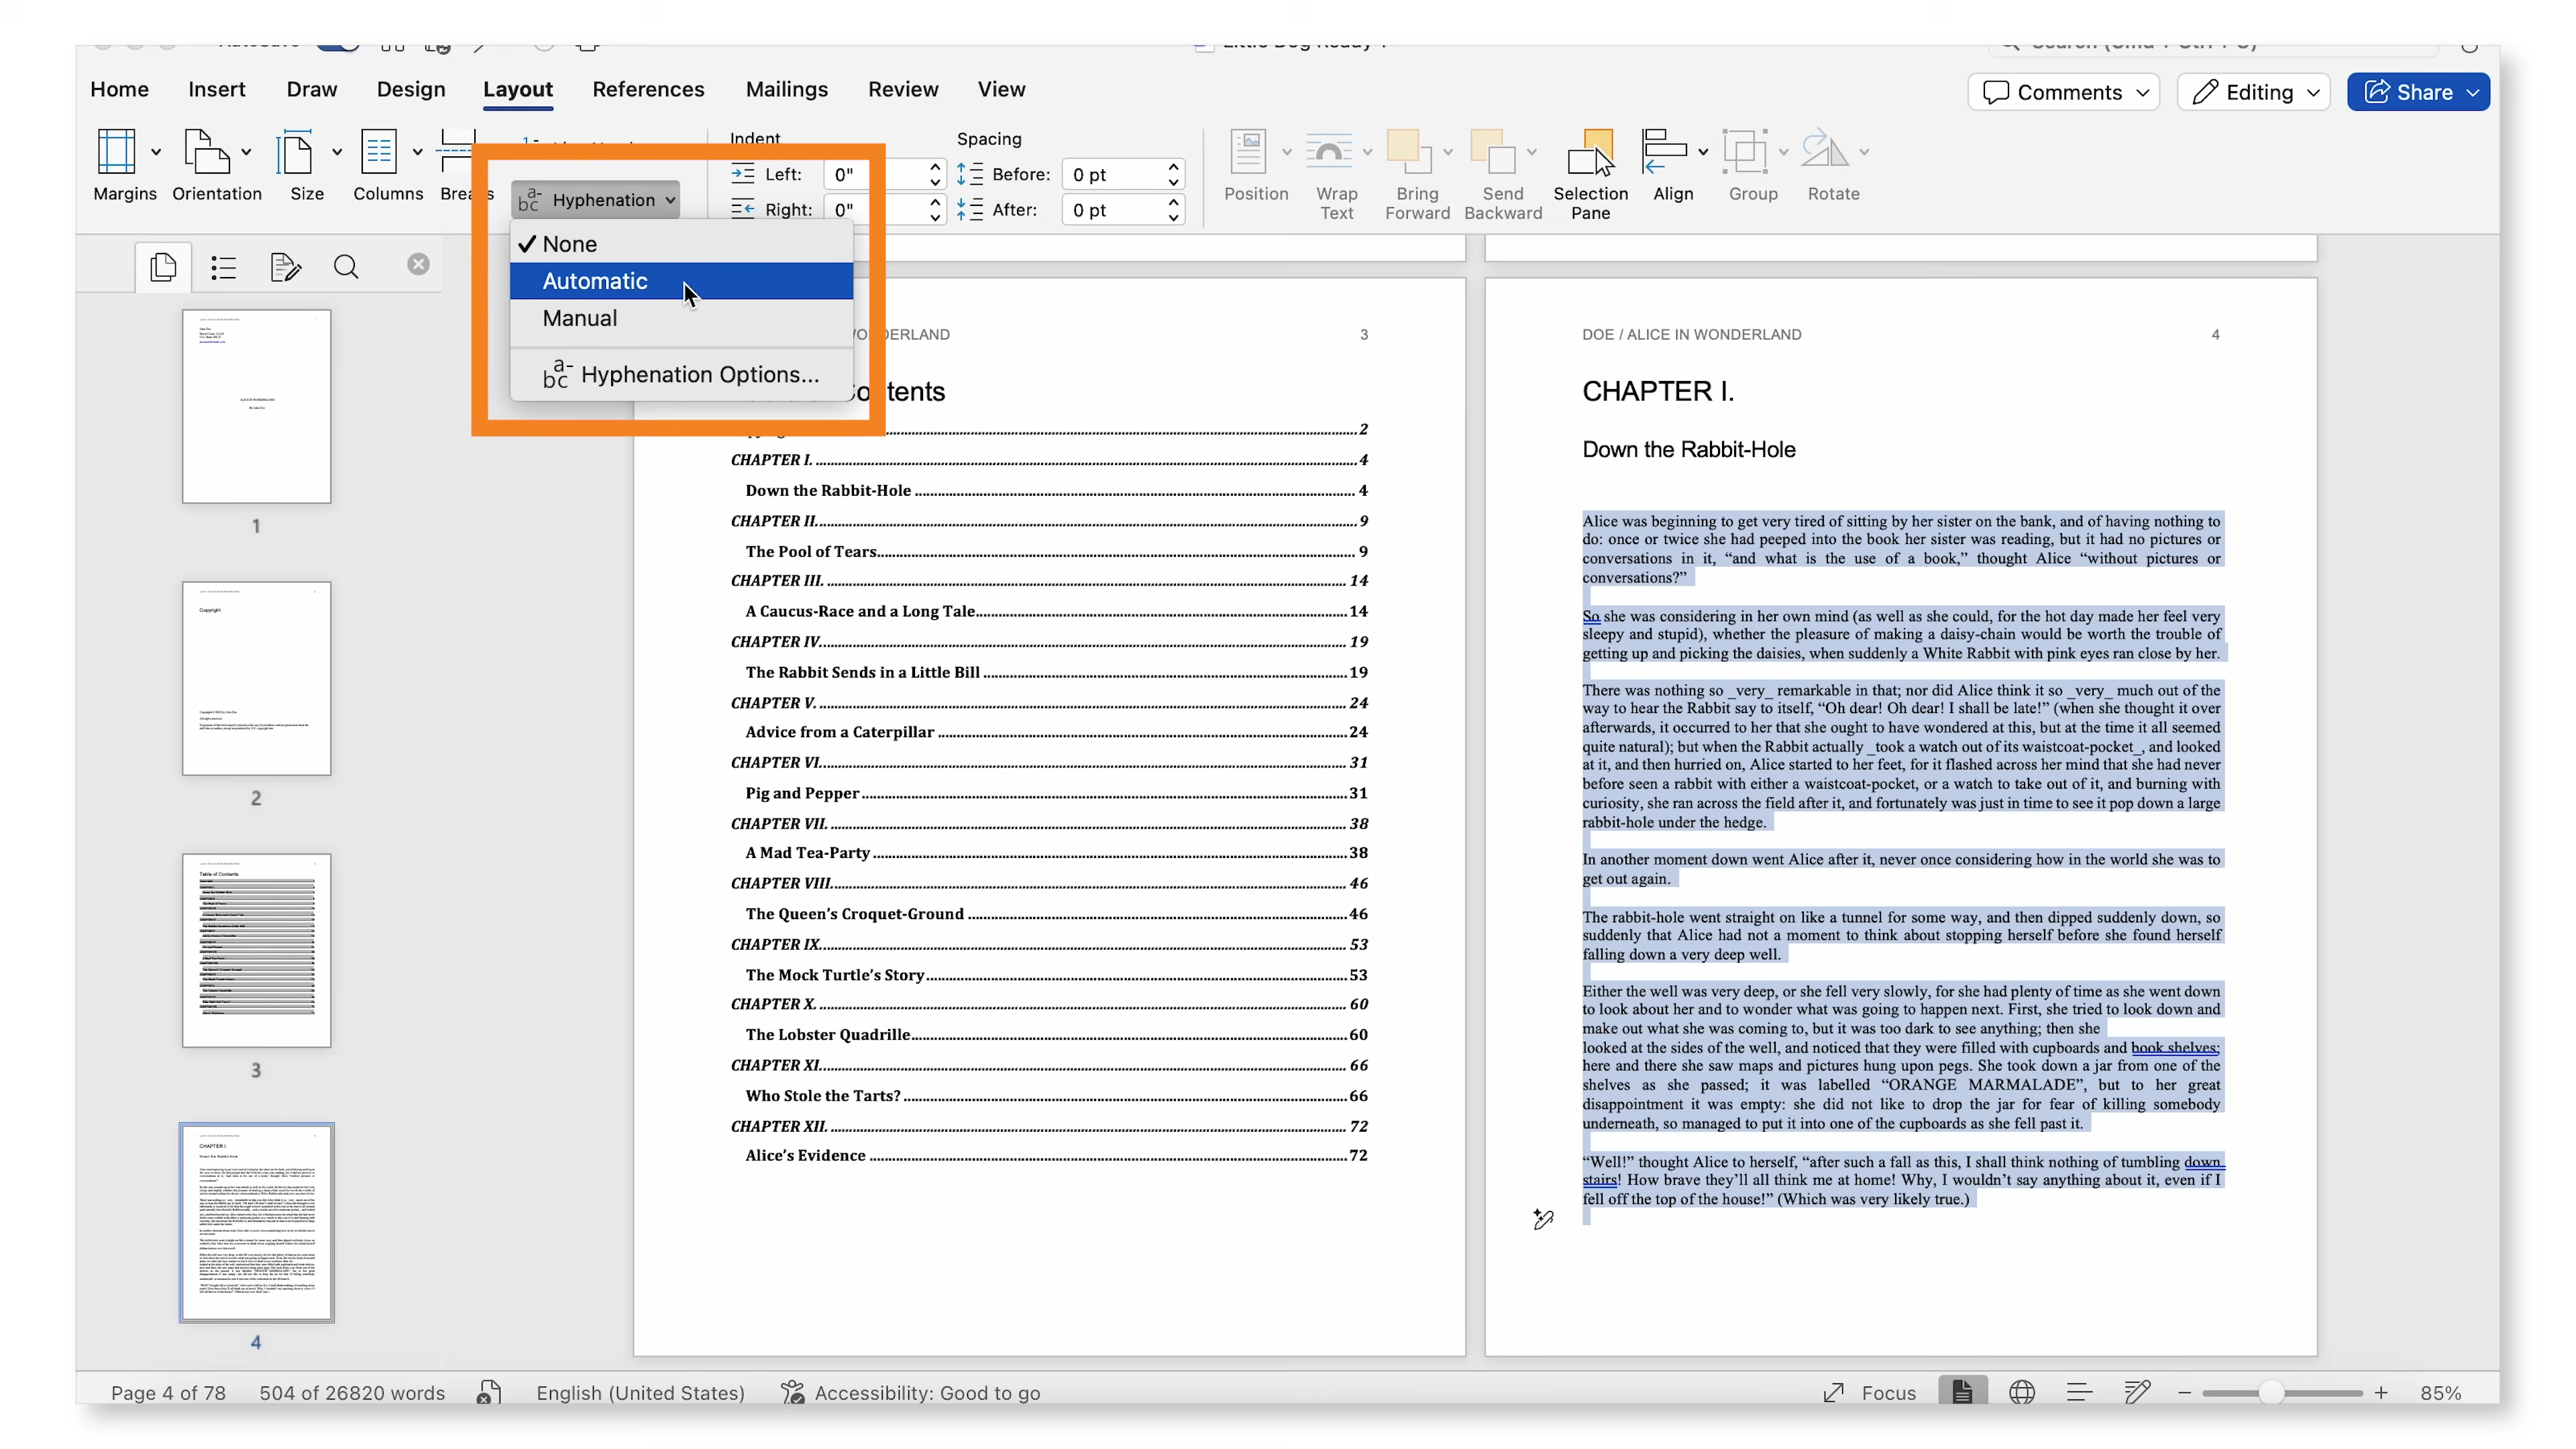 Home Insert Draw Design Layout References Mailings Review View
Comments Editing Share
Margins Orientation Size Columns
Hyphenation
Indent
Left: 0"
Right: 0"
Spacing
Before: 0 pt
After: 0 pt
Position Wrap Text Bring Forward Send Backward Selection Pane Align Group Rotate
None
Automatic
Manual
Hyphenation Options...
1
Copyright
2
Table of Contents
3
CHAPTER I.
4
3
2
CHAPTER I. 4
Down the Rabbit-Hole 4
CHAPTER II. 9
The Pool of Tears 9
CHAPTER III. 14
A Caucus-Race and a Long Tale 14
CHAPTER IV. 19
The Rabbit Sends in a Little Bill 19
CHAPTER V. 24
Advice from a Caterpillar 24
CHAPTER VI. 31
Pig and Pepper 31
CHAPTER VII. 38
A Mad Tea-Party 38
CHAPTER VIII. 46
The Queen’s Croquet-Ground 46
CHAPTER IX. 53
The Mock Turtle’s Story 53
CHAPTER X. 60
The Lobster Quadrille 60
CHAPTER XI. 66
Who Stole the Tarts? 66
CHAPTER XII. 72
Alice’s Evidence 72
DOE / ALICE IN WONDERLAND 4
CHAPTER I.
Down the Rabbit-Hole
Alice was beginning to get very tired of sitting by her sister on the bank, and of having nothing to
do: once or twice she had peeped into the book her sister was reading, but it had no pictures or
conversations in it, “and what is the use of a book,” thought Alice “without pictures or
conversations?”
So she was considering in her own mind (as well as she could, for the hot day made her feel very
sleepy and stupid), whether the pleasure of making a daisy-chain would be worth the trouble of
getting up and picking the daisies, when suddenly a White Rabbit with pink eyes ran close by her.
There was nothing so _very_ remarkable in that; nor did Alice think it so _very_ much out of the
way to hear the Rabbit say to itself, “Oh dear! Oh dear! I shall be late!” (when she thought it over
afterwards, it occurred to her that she ought to have wondered at this, but at the time it all seemed
quite natural); but when the Rabbit actually _took a watch out of its waistcoat-pocket_, and looked
at it, and then hurried on, Alice started to her feet, for it flashed across her mind that she had never
before seen a rabbit with either a waistcoat-pocket, or a watch to take out of it, and burning with
curiosity, she ran across the field after it, and fortunately was just in time to see it pop down a large
rabbit-hole under the hedge.
In another moment down went Alice after it, never once considering how in the world she was to
get out again.
The rabbit-hole went straight on like a tunnel for some way, and then dipped suddenly down, so
suddenly that Alice had not a moment to think about stopping herself before she found herself
falling down a very deep well.
Either the well was very deep, or she fell very slowly, for she had plenty of time as she went down
to look about her and to wonder what was going to happen next. First, she tried to look down and
make out what she was coming to, but it was too dark to see anything; then she
looked at the sides of the well, and noticed that they were filled with cupboards and book shelves;
here and there she saw maps and pictures hung upon pegs. She took down a jar from one of the
shelves as she passed; it was labelled “ORANGE MARMALADE”, but to her great
disappointment it was empty: she did not like to drop the jar for fear of killing somebody
underneath, so managed to put it into one of the cupboards as she fell past it.
“Well!” thought Alice to herself, “after such a fall as this, I shall think nothing of tumbling down
stairs! How brave they’ll all think me at home! Why, I wouldn’t say anything about it, even if I
fell off the top of the house!” (Which was very likely true.)
Page 4 of 78 504 of 26820 words English (United States) Accessibility: Good to go Focus 85%